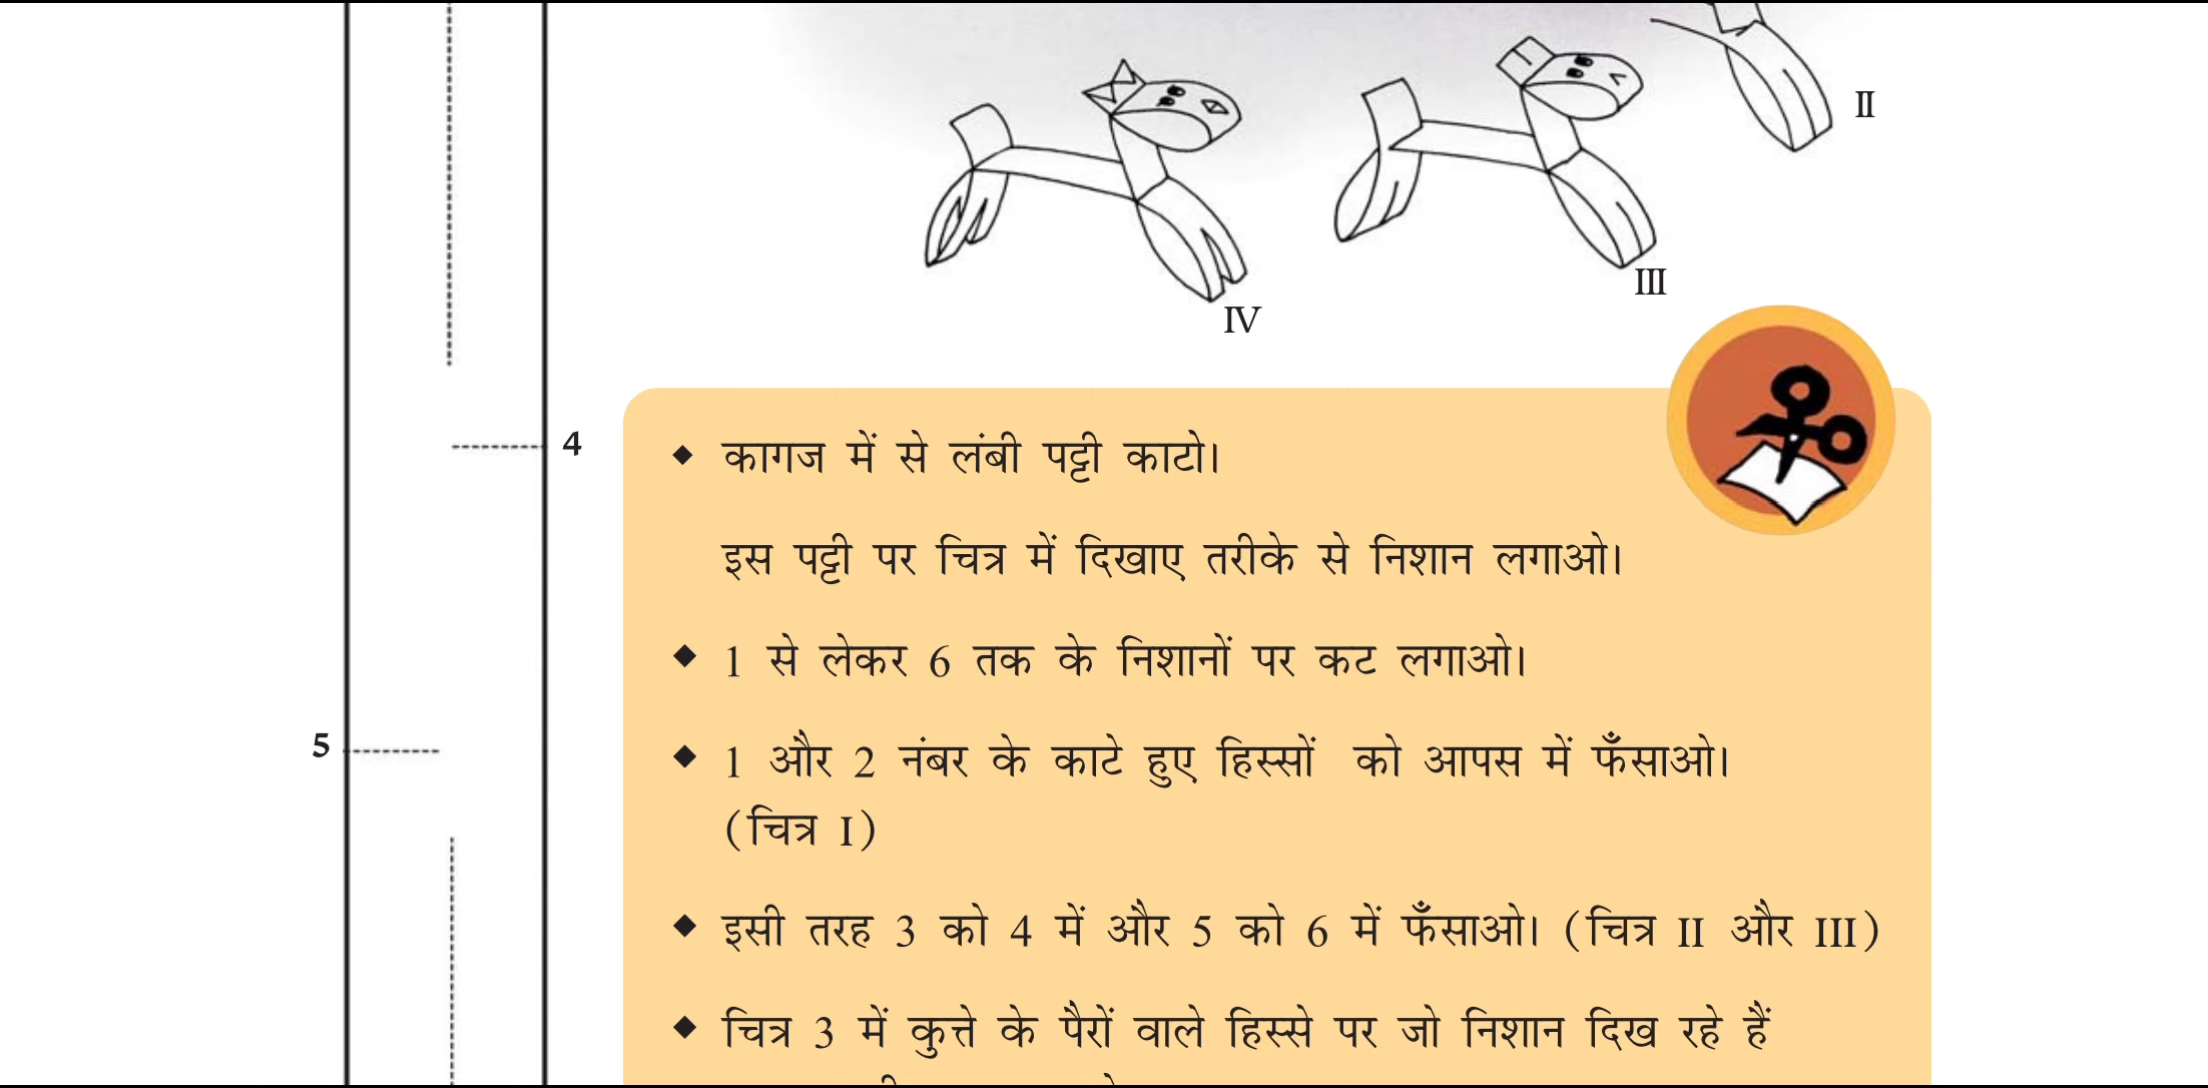 II
III
IV
4
◆ कागज में से लंबी पट्टी काटो।
इस पट्टी पर चित्र में दिखाए तरीके से निशान लगाओ।
◆ 1 से लेकर 6 तक के निशानों पर कट लगाओ।
5
◆ 1 और 2 नंबर के काटे हुए हिस्सों को आपस में फँसाओ।
(चित्र I)
◆ इसी तरह 3 को 4 में और 5 को 6 में फँसाओ। (चित्र II और III)
◆ चित्र 3 में कुत्ते के पैरों वाले हिस्से पर जो निशान दिख रहे हैं